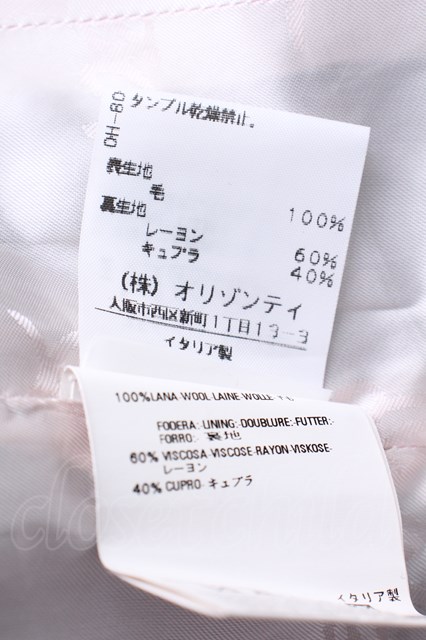 OH-80
タンブル乾燥禁止。
表生地
毛 100%
裏生地
レーヨン 60%
キュプラ 40%
(株) オリゾンティ
大阪市西区新町1丁目13-3
イタリア製
100% LANA WOOL LAINE WOLLE
FODERA: LINING: DOUBLURE: FUTTER:
FORRO: 裏地
60% VISCOSA VISCOSE RAYON VISKOSE
レーヨン
40% CUPRO キュプラ
イタリア製